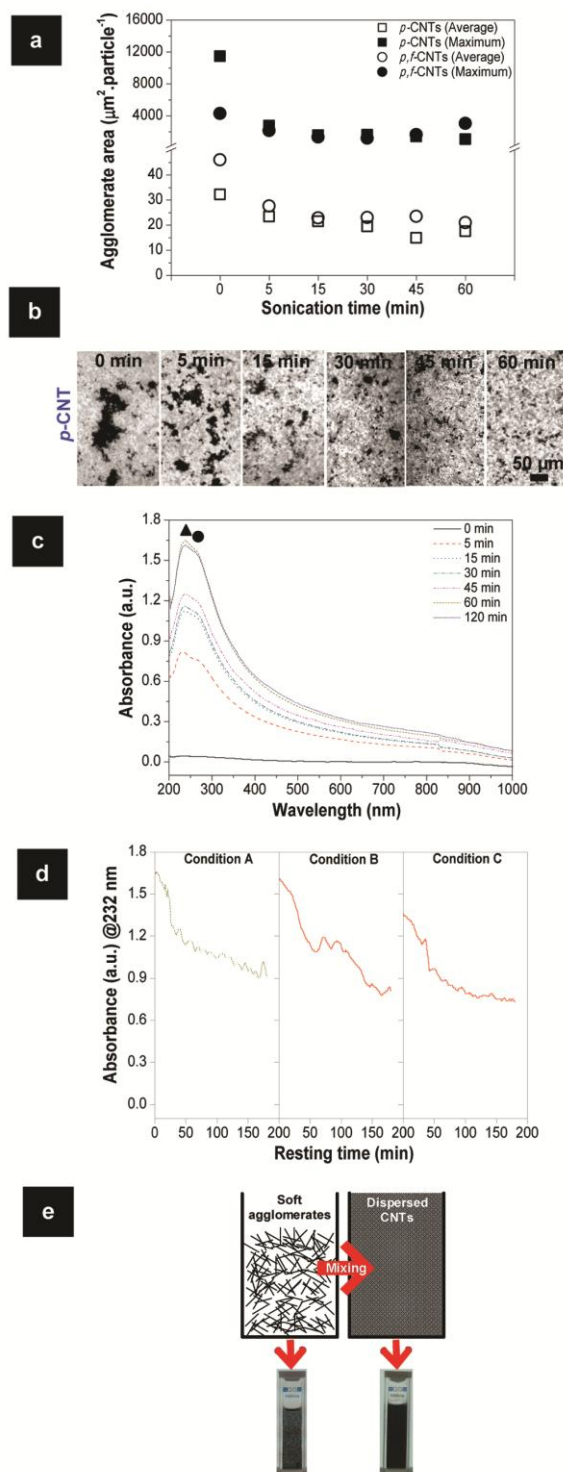 a
Agglomerate area (µm².particle⁻¹)
16000
12000
8000
4000
40
30
20
10
0
p-CNTs (Average)
p-CNTs (Maximum)
p,f-CNTs (Average)
p,f-CNTs (Maximum)
0 5 15 30 45 60
Sonication time (min)
b
p-CNT
0 min 5 min 15 min 30 min 45 min 60 min
50 µm
c
Absorbance (a.u.)
1.8
1.5
1.2
0.9
0.6
0.3
0.0
0 min
5 min
15 min
30 min
45 min
60 min
120 min
200 300 400 500 600 700 800 900 1000
Wavelength (nm)
d
Absorbance (a.u.) @232 nm
Condition A Condition B Condition C
1.8
1.5
1.2
0.9
0.6
0.3
0.0
0 50 100 150 200 50 100 150 200 50 100 150 200
Resting time (min)
e
Soft
agglomerates
Dispersed
CNTs
Mixing